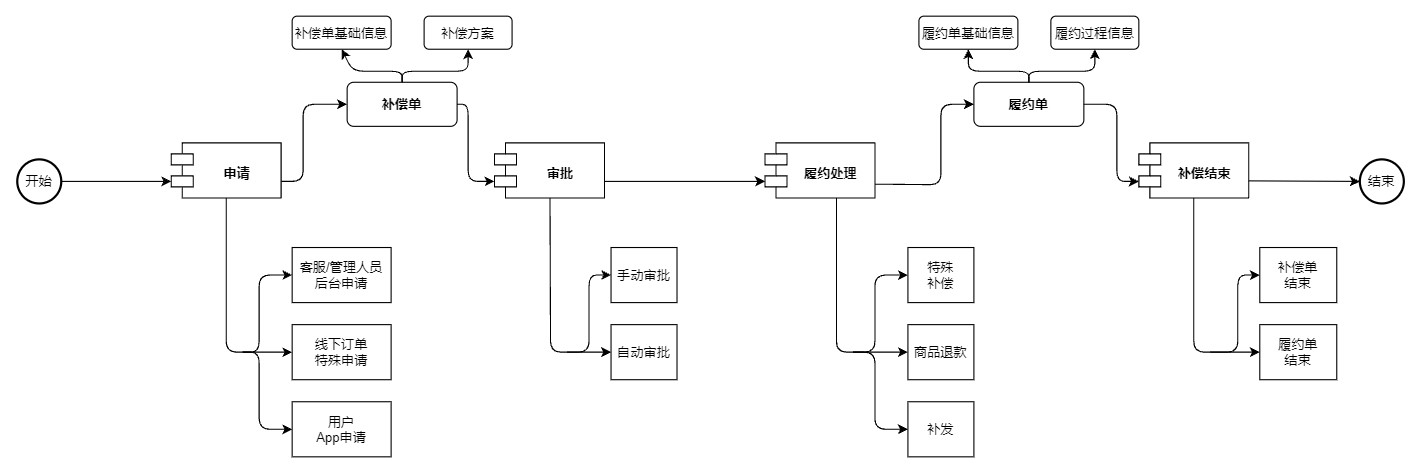 补偿单基础信息
补偿方案
履约单基础信息
履约过程信息
补偿单
履约单
开始
申请
审批
履约处理
补偿结束
结束
客服/管理人员
后台申请
手动审批
特殊
补偿
补偿单
结束
线下订单
特殊申请
自动审批
商品退款
履约单
结束
用户
App申请
补发